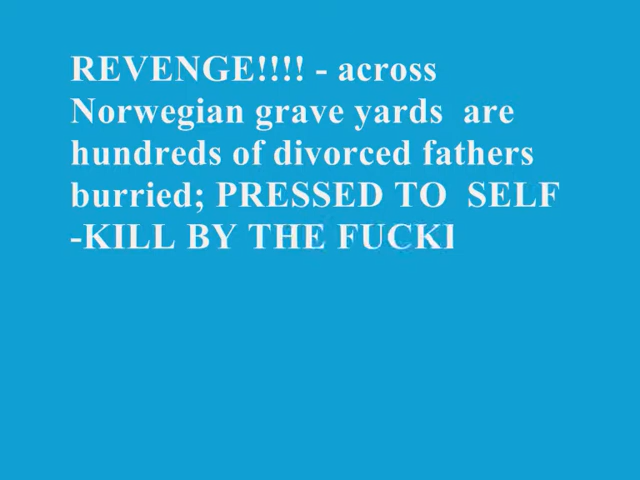 REVENGE!!!! - across
Norwegian grave yards  are
hundreds of divorced fathers
burried; PRESSED TO  SELF
-KILL BY THE FUCKI